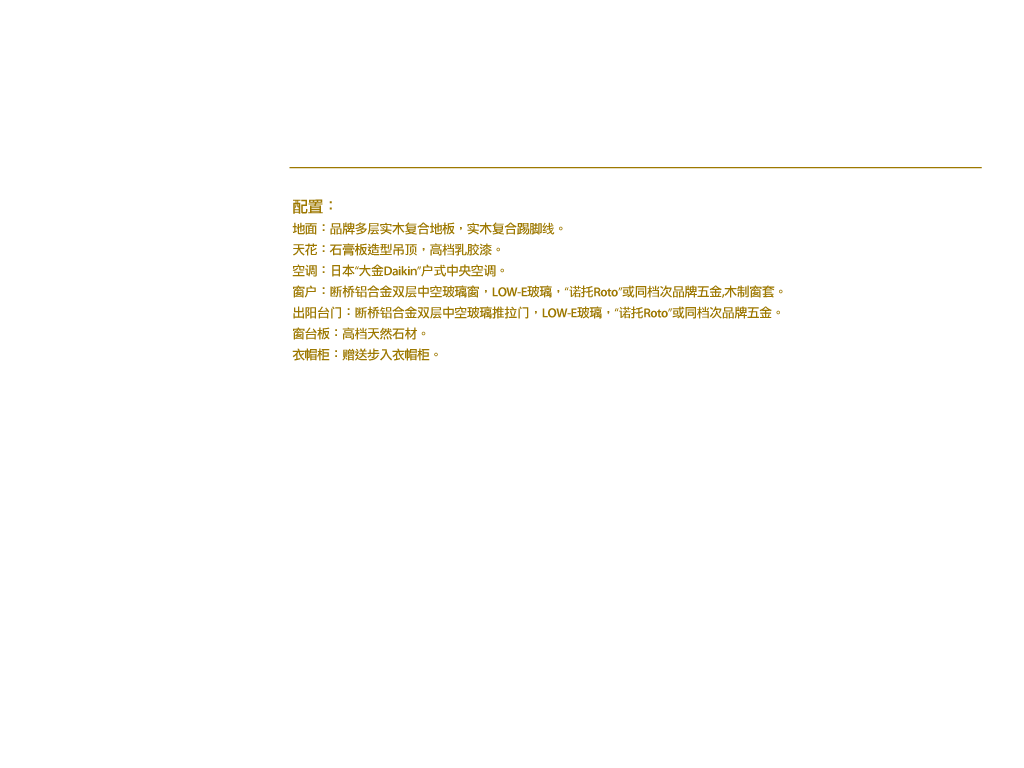 配置：
地面：品牌多层实木复合地板，实木复合踢脚线。
天花：石膏板造型吊顶，高档乳胶漆。
空调：日本“大金Daikin”户式中央空调。
窗户：断桥铝合金双层中空玻璃窗，LOW-E玻璃，“诺托Roto”或同档次品牌五金,木制窗套。
出阳台门：断桥铝合金双层中空玻璃推拉门，LOW-E玻璃，“诺托Roto”或同档次品牌五金。
窗台板：高档天然石材。
衣帽柜：赠送步入衣帽柜。